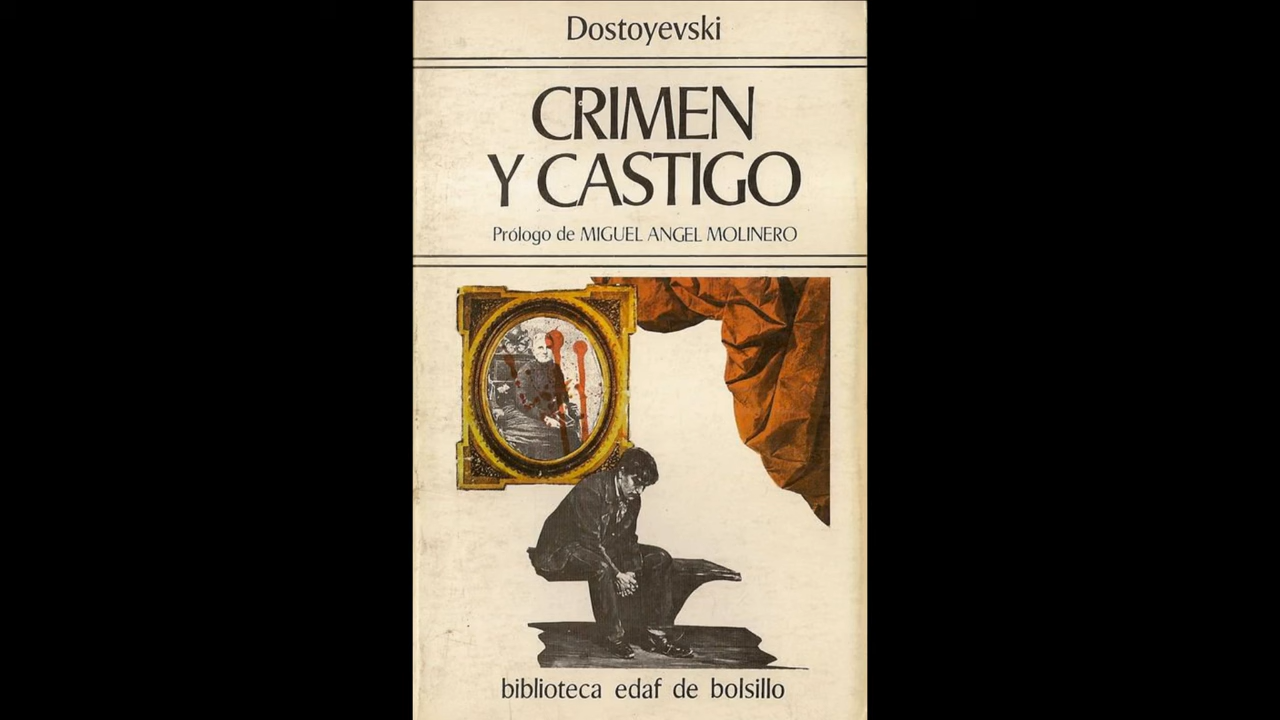 Dostoyevski
CRIMEN
Y CASTIGO
Prólogo de MIGUEL ANGEL MOLINERO
biblioteca edaf de bolsillo